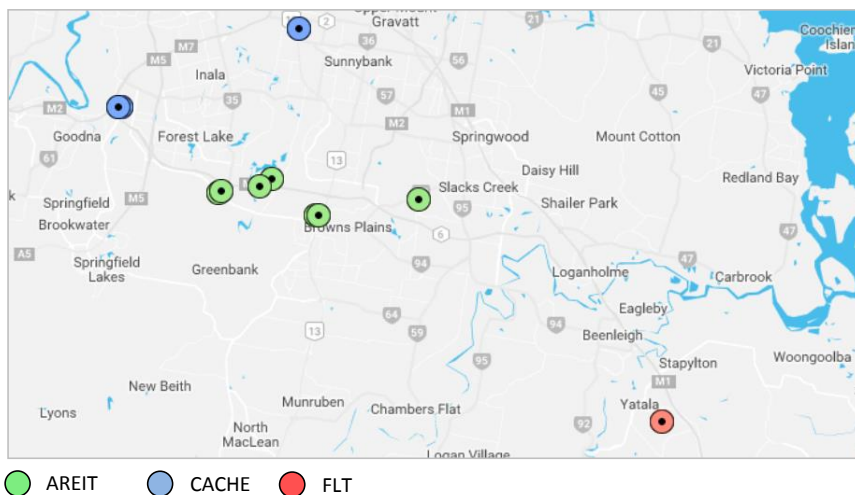 Gravatt
Coochie
Island
M7
2
36
21
21
M5
Sunnybank
56
Victoria Point
Inala
35
57
45
47
47
M2
M2
M1
Goodna
Forest Lake
Springwood
Mount Cotton
61
13
Daisy Hill
Redland Bay
Slacks Creek
Springfield
M5
95
Shailer Park
Brookwater
Browns Plains
6
47
A5
Springfield
Lakes
Greenbank
94
47
Loganholme
Carbrook
Eagleby
64
13
59
94
Beenleigh
95
Stapylton
Woongoolba
M1
New Beith
Munruben
Chambers Flat
Yatala
Lyons
92
North
MacLean
Logan Village
AREIT
CACHE
FLT